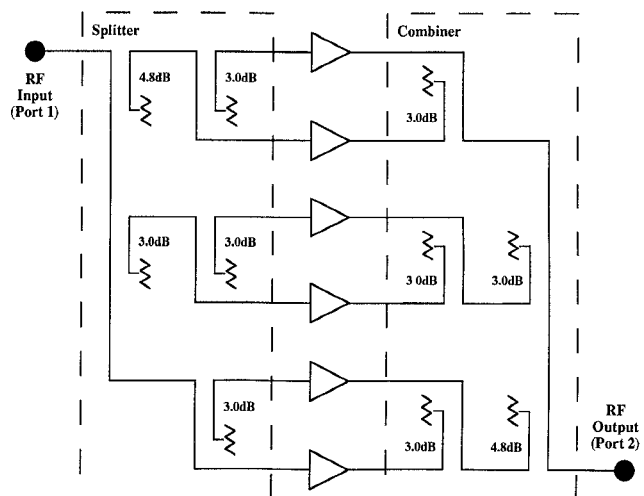 Splitter
Combiner
RF
Input
(Port 1)
4.8dB
3.0dB
3.0dB
3.0dB
3.0dB
3 0dB
3.0dB
3.0dB
3.0dB
4.8dB
RF
Output
(Port 2)